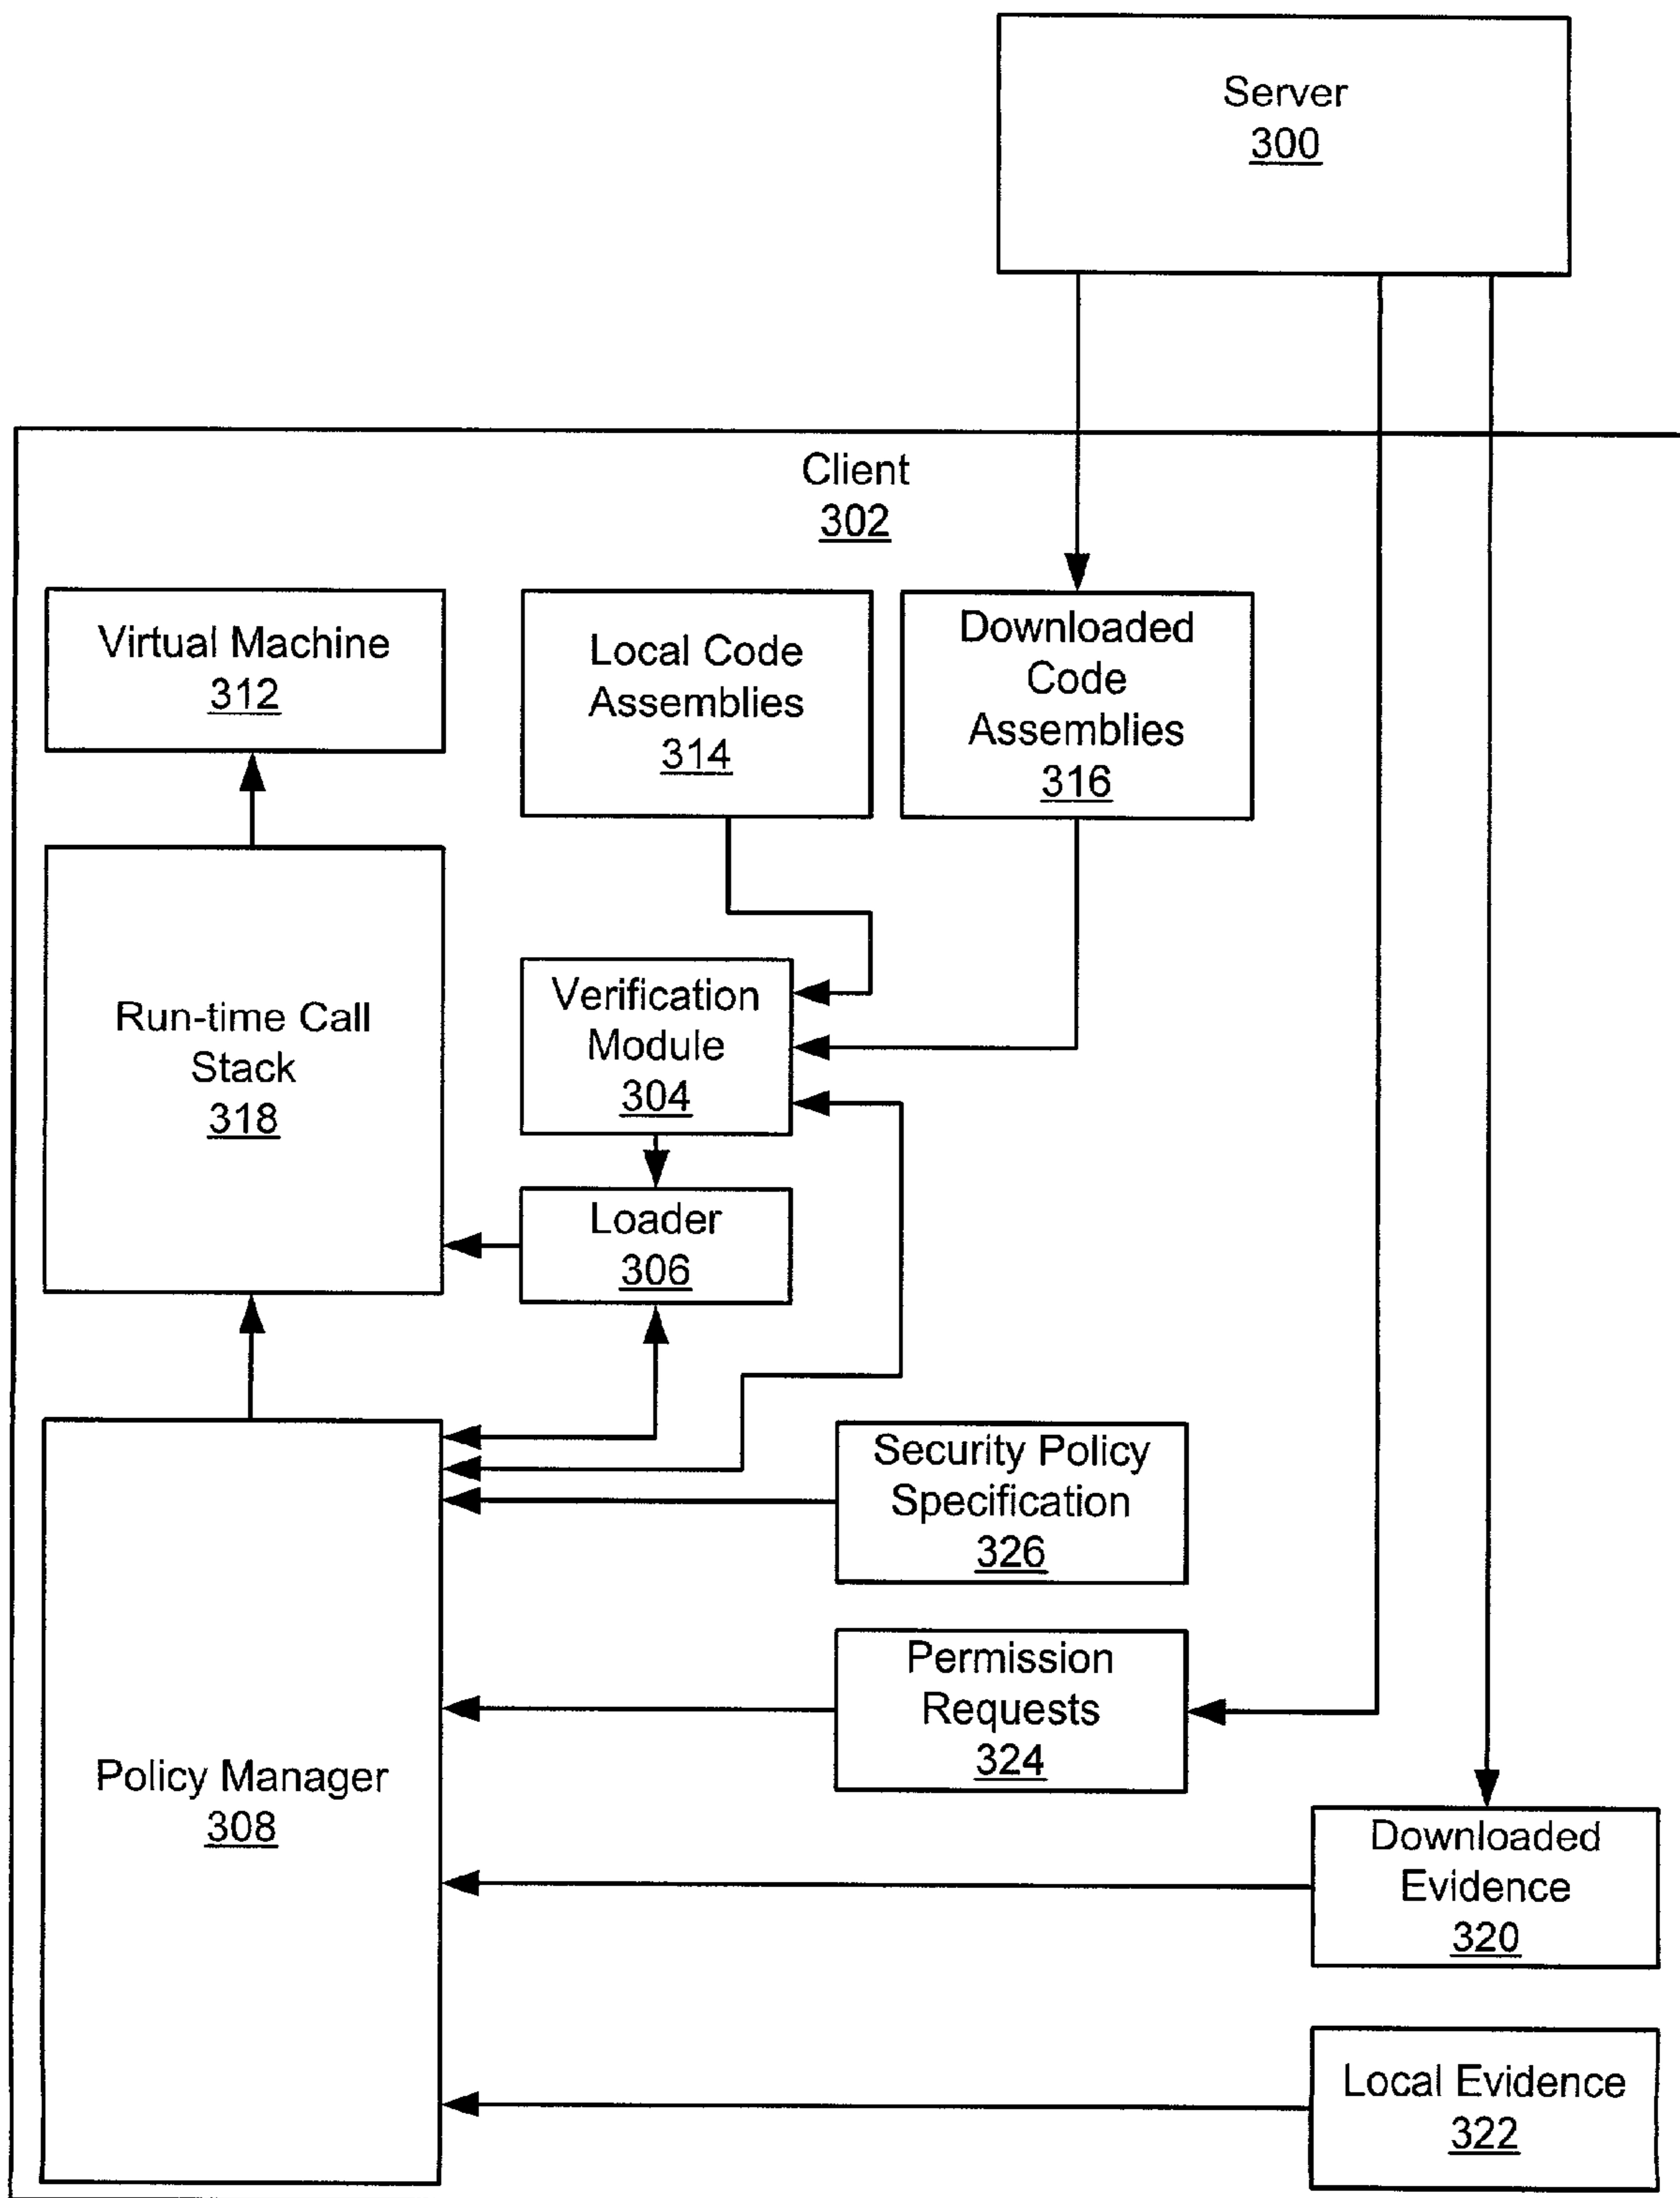 Server
300
Client
302
Virtual Machine
312
Local Code
Assemblies
314
Downloaded
Code
Assemblies
316
Run-time Call
Stack
318
Verification
Module
304
Loader
306
Security Policy
Specification
326
Permission
Requests
324
Policy Manager
308
Downloaded
Evidence
320
Local Evidence
322